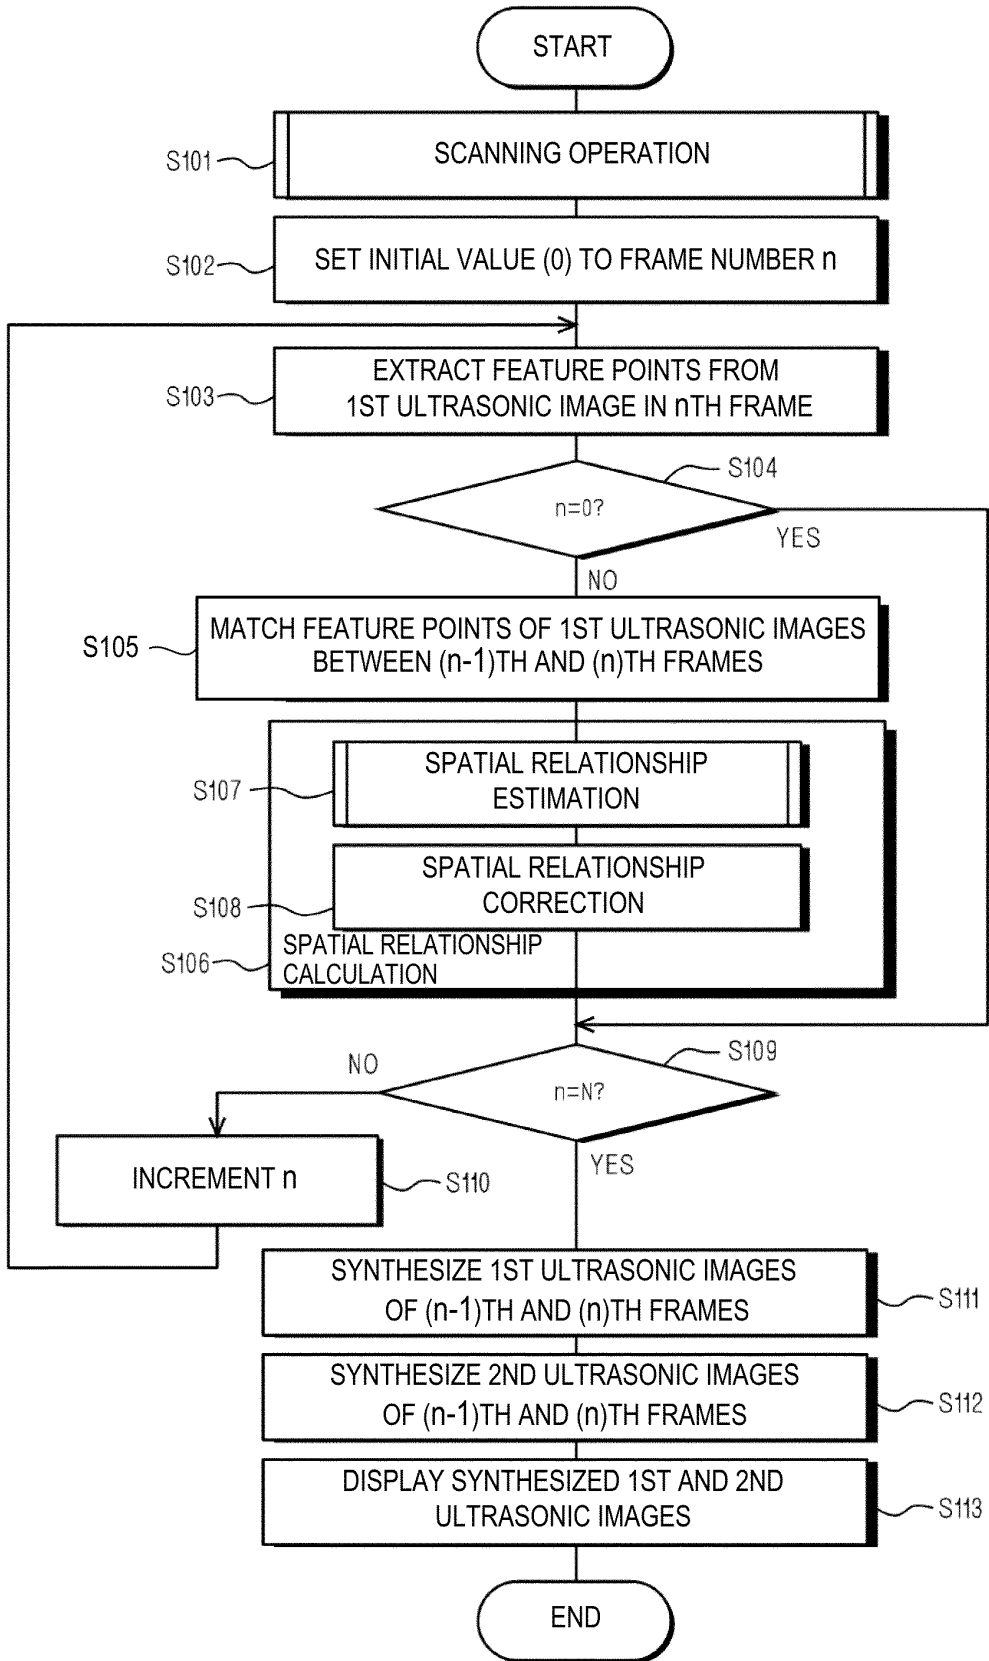 START
S101
SCANNING OPERATION
S102
SET INITIAL VALUE (0) TO FRAME NUMBER n
S103
EXTRACT FEATURE POINTS FROM
1ST ULTRASONIC IMAGE IN nTH FRAME
S104
n=0?
YES
NO
S105
MATCH FEATURE POINTS OF 1ST ULTRASONIC IMAGES
BETWEEN (n-1)TH AND (n)TH FRAMES
S107
SPATIAL RELATIONSHIP
ESTIMATION
S108
SPATIAL RELATIONSHIP
CORRECTION
S106
SPATIAL RELATIONSHIP
CALCULATION
S109
NO
n=N?
YES
INCREMENT n
S110
SYNTHESIZE 1ST ULTRASONIC IMAGES
OF (n-1)TH AND (n)TH FRAMES
S111
SYNTHESIZE 2ND ULTRASONIC IMAGES
OF (n-1)TH AND (n)TH FRAMES
S112
DISPLAY SYNTHESIZED 1ST AND 2ND
ULTRASONIC IMAGES
S113
END